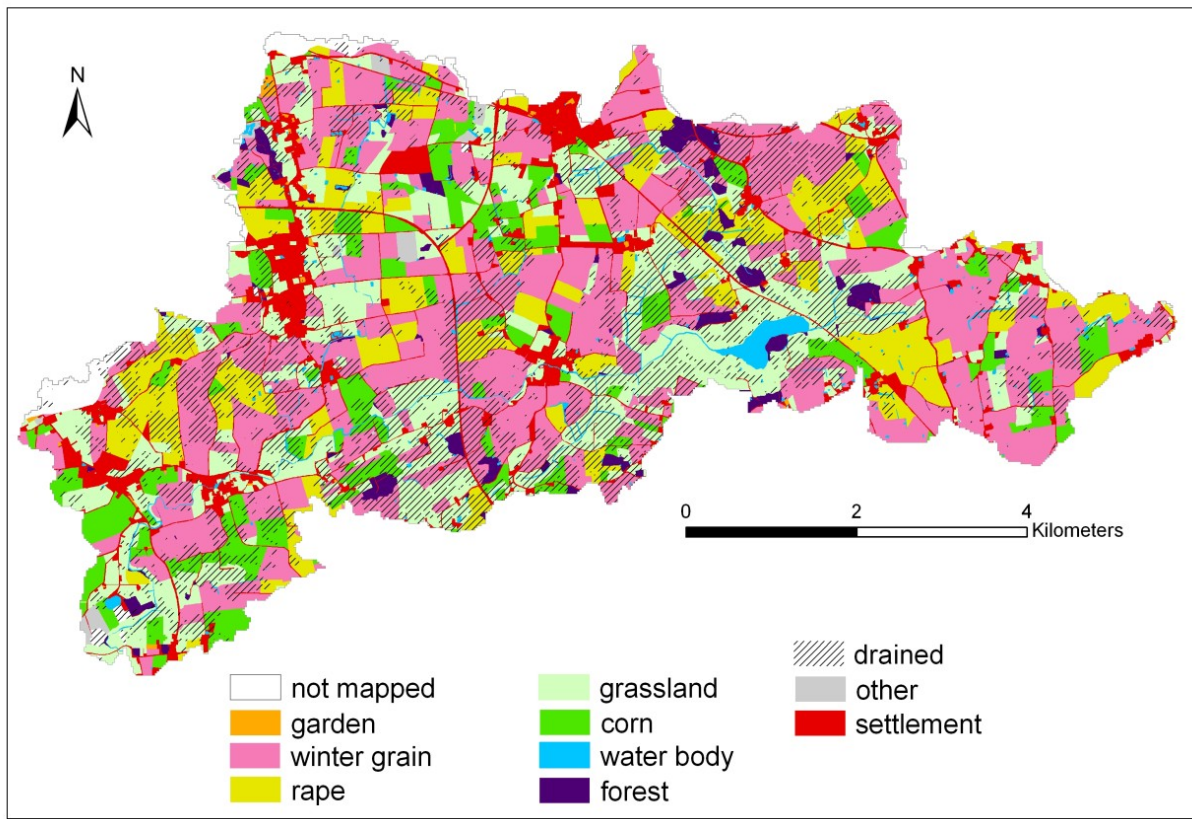 N
0 2 4
Kilometers
not mapped
garden
winter grain
rape
grassland
corn
water body
forest
drained
other
settlement